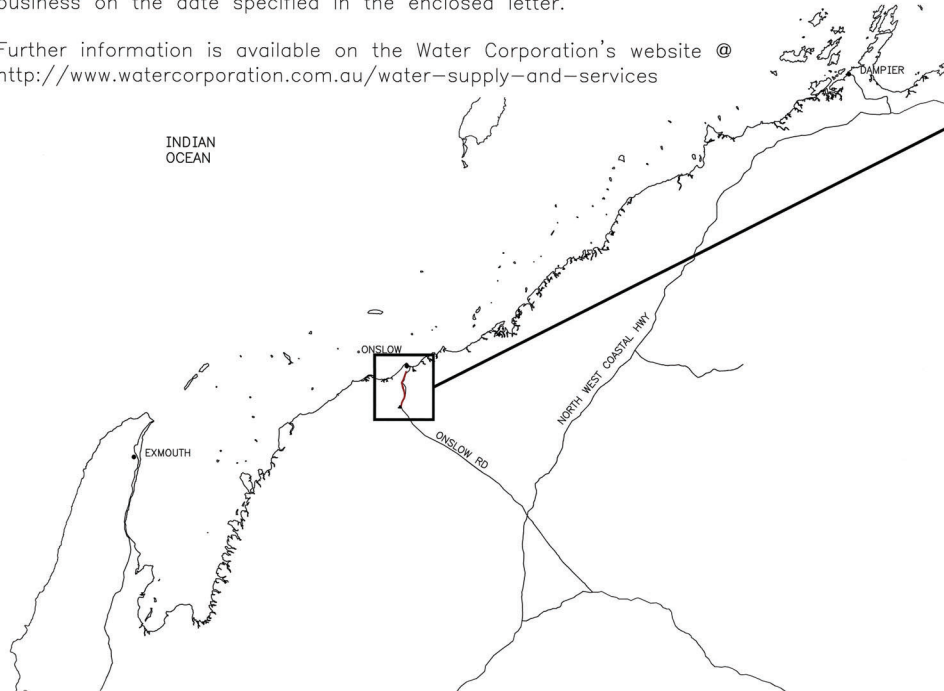 business on the date specified in the enclosed letter.
Further information is available on the Water Corporation's website @
http://www.watercorporation.com.au/water-supply-and-services
DAMPIER
INDIAN
OCEAN
ONSLOW
NORTH WEST COASTAL HWY
ONSLOW RD
EXMOUTH